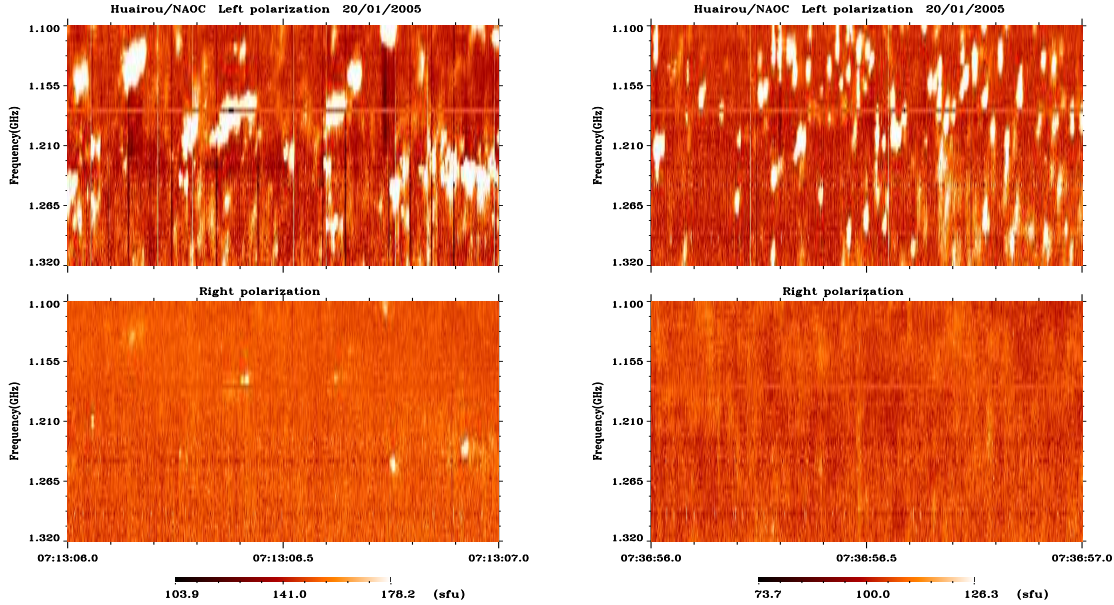 Huairou/NAOC Left polarization 20/01/2005
1.100
1.155
1.210
1.265
1.320
Frequency(GHz)
Right polarization
1.100
1.155
1.210
1.265
1.320
Frequency(GHz)
07:13:06.0 07:13:06.5 07:13:07.0
103.9 141.0 178.2 (sfu)
Huairou/NAOC Left polarization 20/01/2005
1.100
1.155
1.210
1.265
1.320
Frequency(GHz)
Right polarization
1.100
1.155
1.210
1.265
1.320
Frequency(GHz)
07:36:56.0 07:36:56.5 07:36:57.0
73.7 100.0 126.3 (sfu)